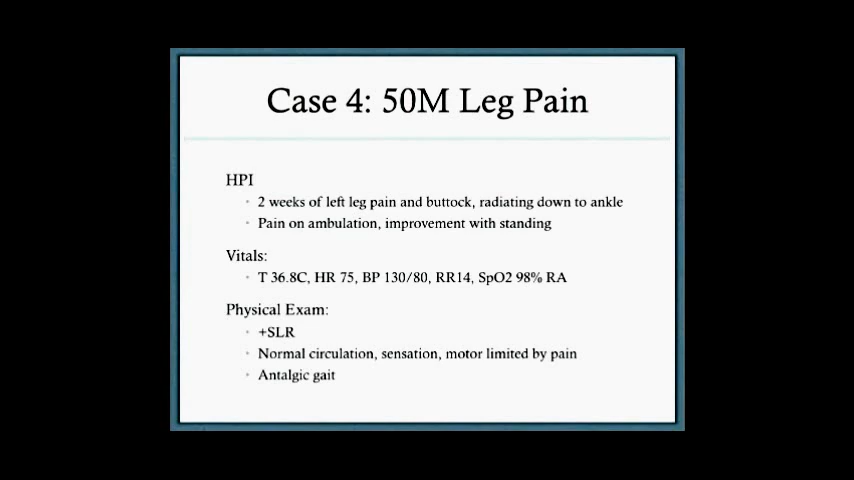 Case 4: 50M Leg Pain
HPI
• 2 weeks of left leg pain and buttock, radiating down to ankle
• Pain on ambulation, improvement with standing
Vitals:
• T 36.8C, HR 75, BP 130/80, RR14, SpO2 98% RA
Physical Exam:
• +SLR
• Normal circulation, sensation, motor limited by pain
• Antalgic gait